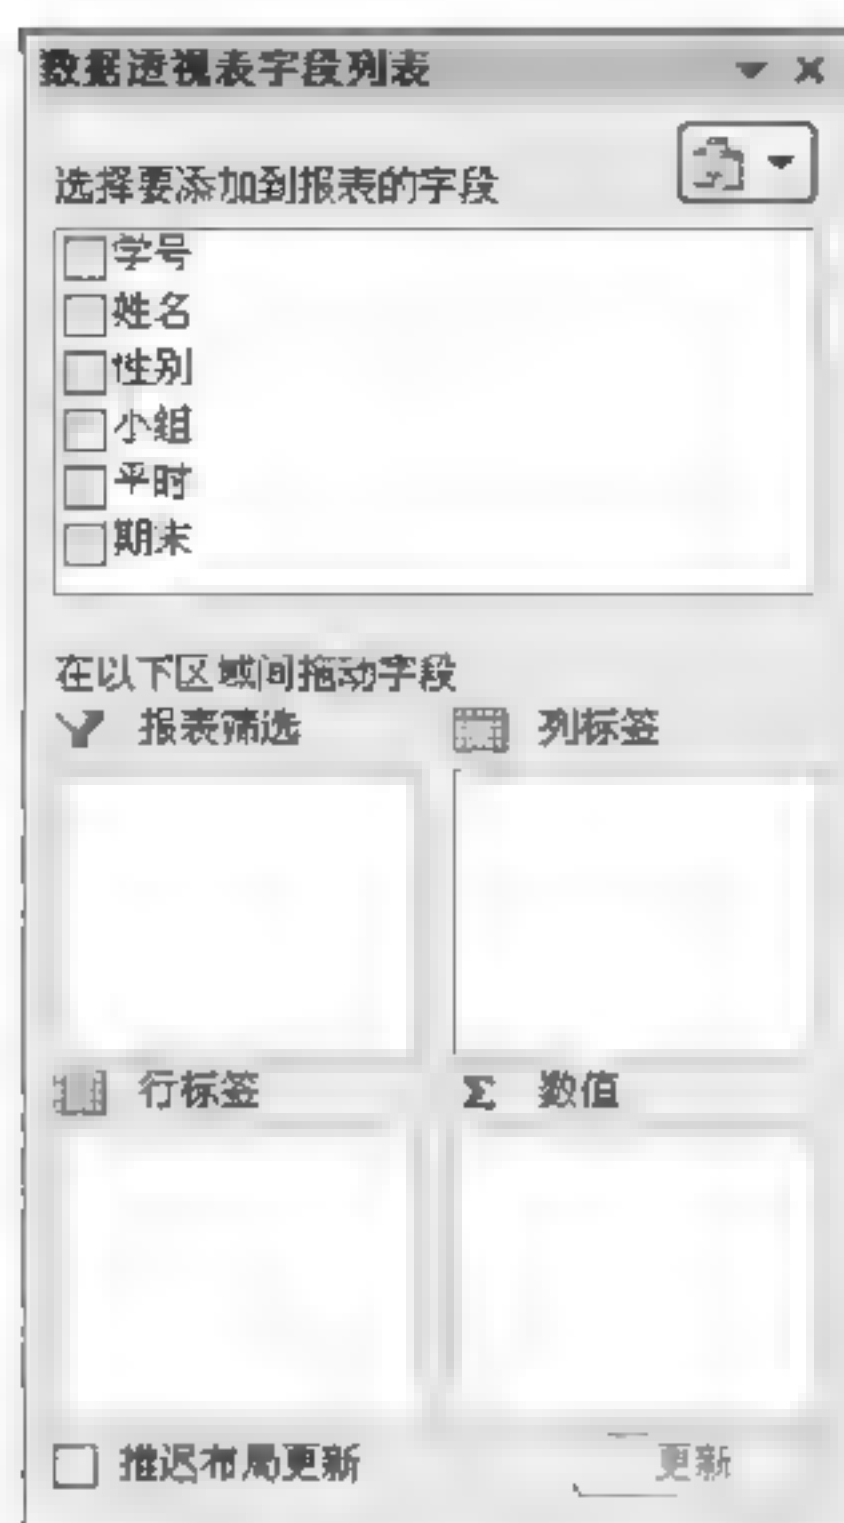 数据透视表字段列表
选择要添加到报表的字段
学号
姓名
性别
小组
平时
期末
在以下区域间拖动字段
报表筛选
列标签
行标签
Σ 数值
推迟布局更新
更新